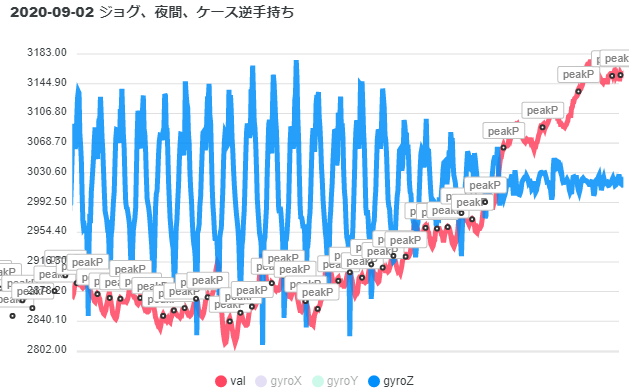 2020-09-02 ジョグ、夜間、ケース逆手持ち
3183.00
peakP
3144.90
peakP
3106.80
peakP
peakP
3068.70
3030.60
peakP
2992.50
peakP
2954.40
peakP
2916.30
peakP
peakP
peakP
peakP
2878.20
peakP
peakP
peakP
peakP
2840.10
2802.00
val
gyroX
gyroY
gyroZ